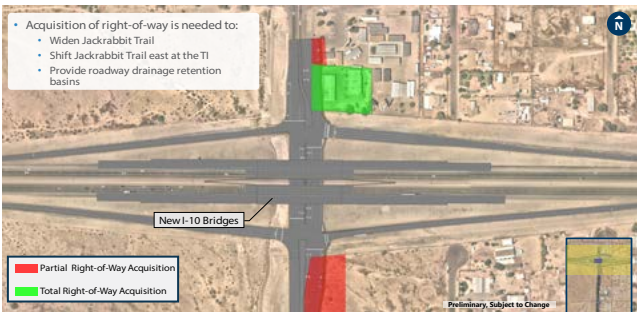 • Acquisition of right-of-way is needed to:
• Widen Jackrabbit Trail
• Shift Jackrabbit Trail east at the TI
• Provide roadway drainage retention
basins
N
New I-10 Bridges
Partial Right-of-Way Acquisition
Total Right-of-Way Acquisition
Preliminary, Subject to Change